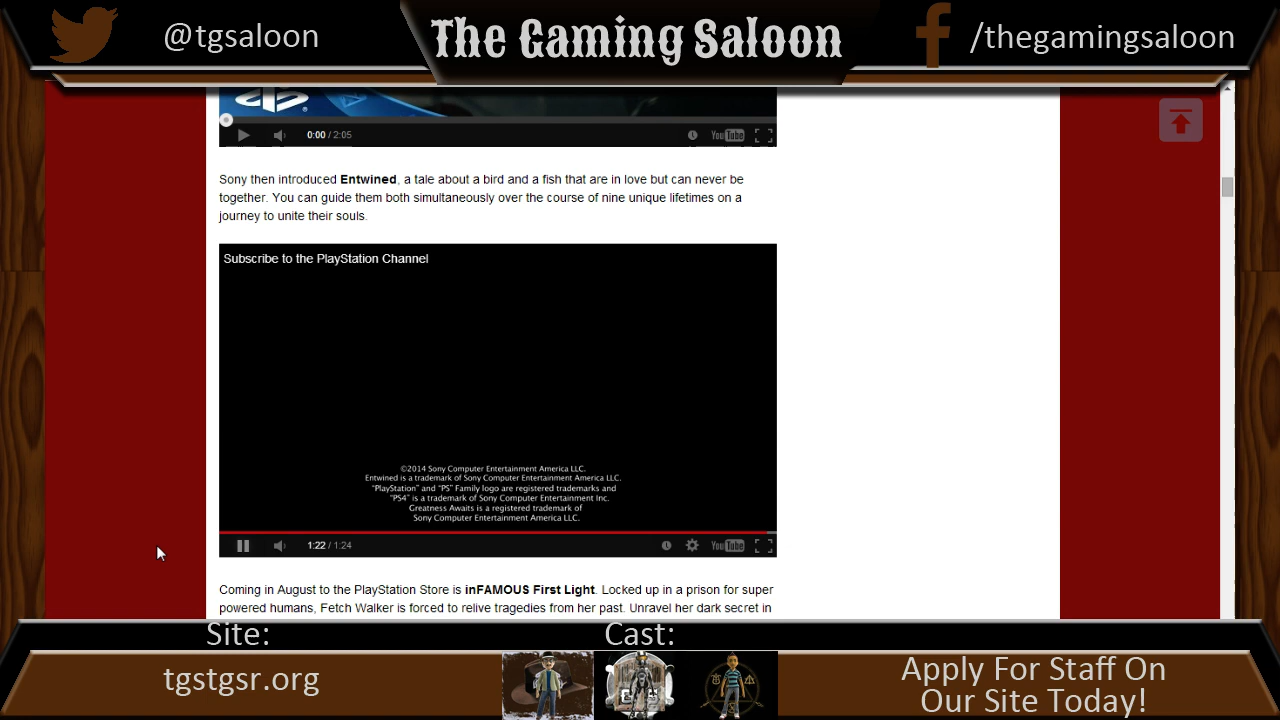 @tgsaloon
The Gaming Saloon
/thegamingsaloon
0:00 / 2:05
YouTube
Sony then introduced Entwined, a tale about a bird and a fish that are in love but can never be
together. You can guide them both simultaneously over the course of nine unique lifetimes on a
journey to unite their souls.
Subscribe to the PlayStation Channel
©2014 Sony Computer Entertainment America LLC.
Entwined is a trademark of Sony Computer Entertainment America LLC.
"PlayStation" and "PS" Family logo are registered trademarks and
"PS4" is a trademark of Sony Computer Entertainment Inc.
Greatness Awaits is a registered trademark of
Sony Computer Entertainment America LLC.
1:22 / 1:24
YouTube
Coming in August to the PlayStation Store is inFAMOUS First Light. Locked up in a prison for super
powered humans, Fetch Walker is forced to relive tragedies from her past. Unravel her dark secret in
Site:
Cast:
tgstgsr.org
Apply For Staff On
Our Site Today!